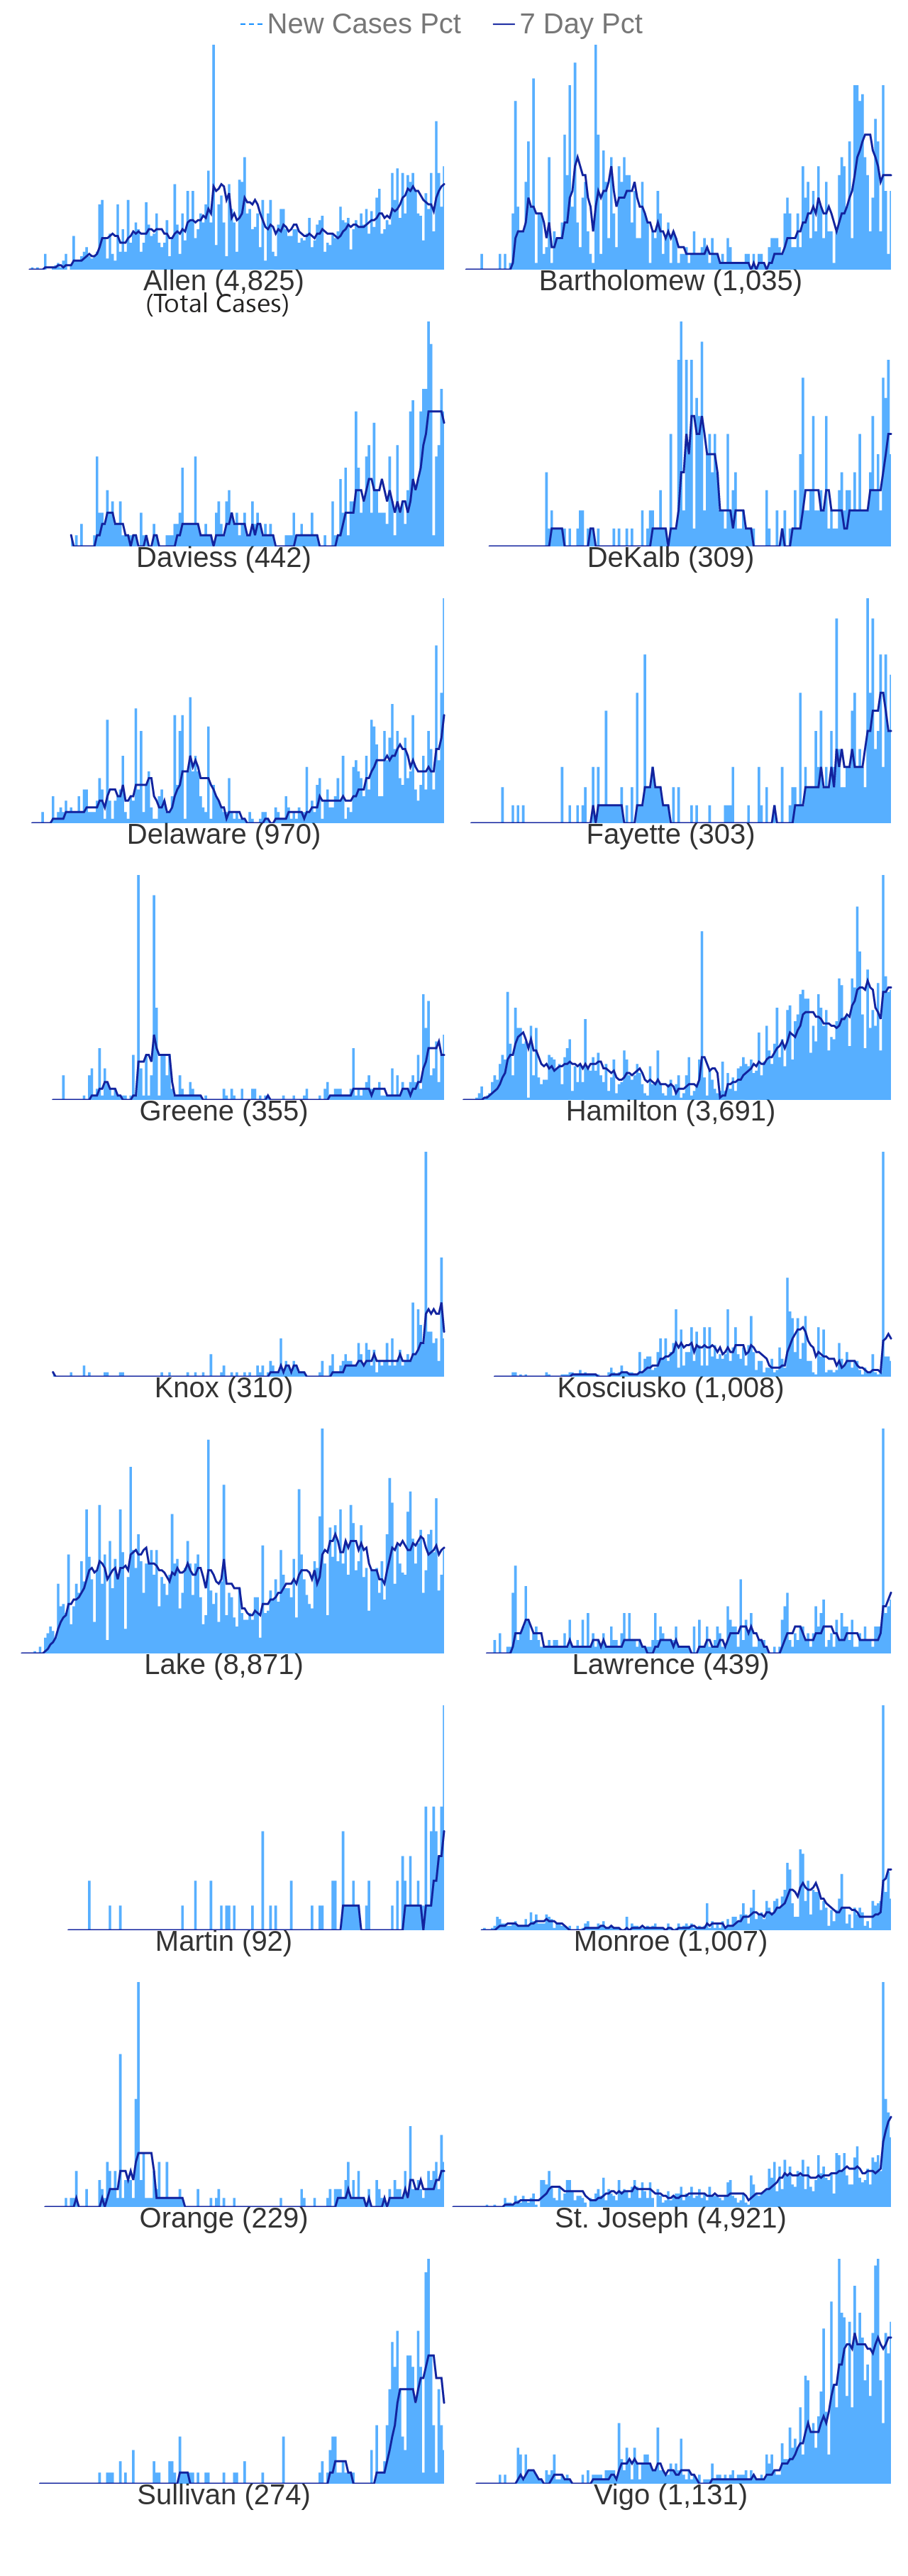 New Cases Pct 7 Day Pct
Allen (4,825) Bartholomew (1,035)
(Total Cases)
Daviess (442) DeKalb (309)
Delaware (970) Fayette (303)
Greene (355) Hamilton (3,691)
Knox (310) Kosciusko (1,008)
Lake (8,871) Lawrence (439)
Martin (92) Monroe (1,007)
Orange (229) St. Joseph (4,921)
Sullivan (274) Vigo (1,131)